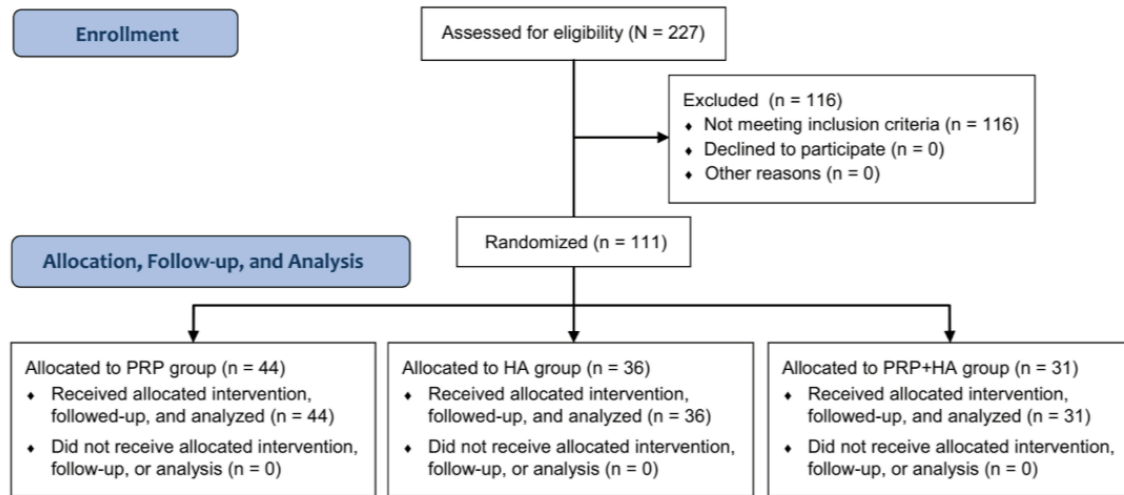 Enrollment
Assessed for eligibility (N = 227)
Excluded (n = 116)
♦ Not meeting inclusion criteria (n = 116)
♦ Declined to participate (n = 0)
♦ Other reasons (n = 0)
Randomized (n = 111)
Allocation, Follow-up, and Analysis
Allocated to PRP group (n = 44)
♦ Received allocated intervention,
followed-up, and analyzed (n = 44)
♦ Did not receive allocated intervention,
follow-up, or analysis (n = 0)
Allocated to HA group (n = 36)
♦ Received allocated intervention,
followed-up, and analyzed (n = 36)
♦ Did not receive allocated intervention,
follow-up, or analysis (n = 0)
Allocated to PRP+HA group (n = 31)
♦ Received allocated intervention,
followed-up, and analyzed (n = 31)
♦ Did not receive allocated intervention,
follow-up, or analysis (n = 0)